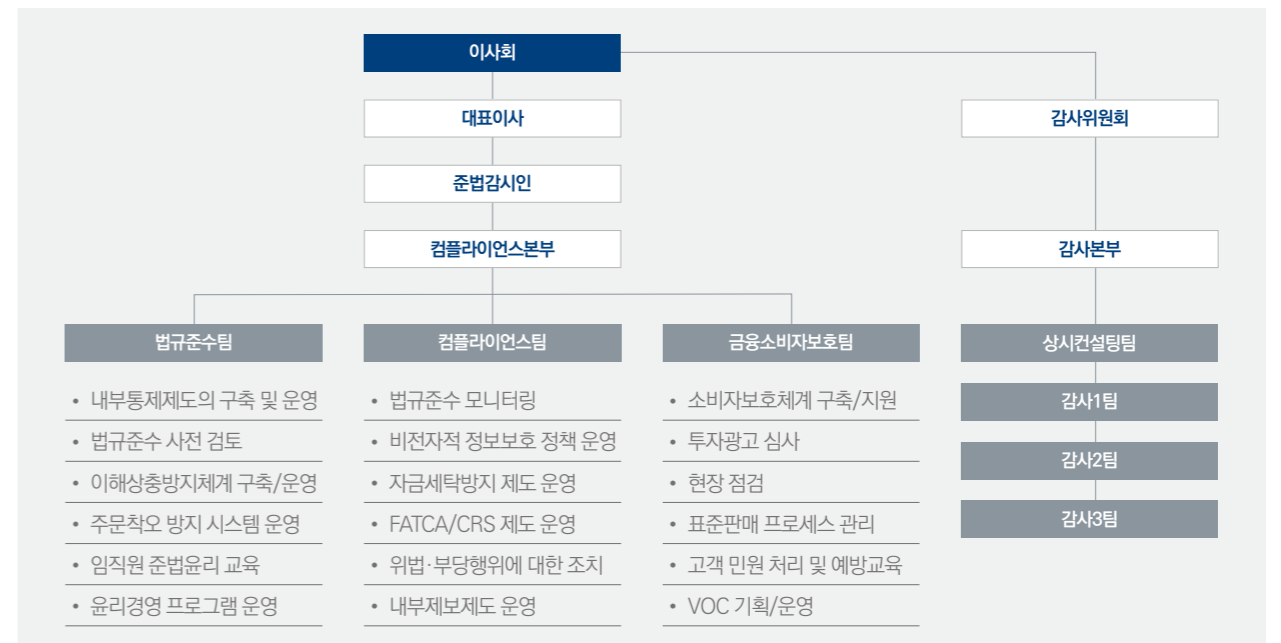 이사회
대표이사
감사위원회
준법감시인
컴플라이언스본부
감사본부
법규준수팀
• 내부통제제도의 구축 및 운영
• 법규준수 사전 검토
• 이해상충방지체계 구축/운영
• 주문착오 방지 시스템 운영
• 임직원 준법윤리 교육
• 윤리경영 프로그램 운영
컴플라이언스팀
• 법규준수 모니터링
• 비전자적 정보보호 정책 운영
• 자금세탁방지 제도 운영
• FATCA/CRS 제도 운영
• 위법·부당행위에 대한 조치
• 내부제보제도 운영
금융소비자보호팀
• 소비자보호체계 구축/지원
• 투자광고 심사
• 현장 점검
• 표준판매 프로세스 관리
• 고객 민원 처리 및 예방교육
• VOC 기획/운영
상시컨설팅팀
감사1팀
감사2팀
감사3팀